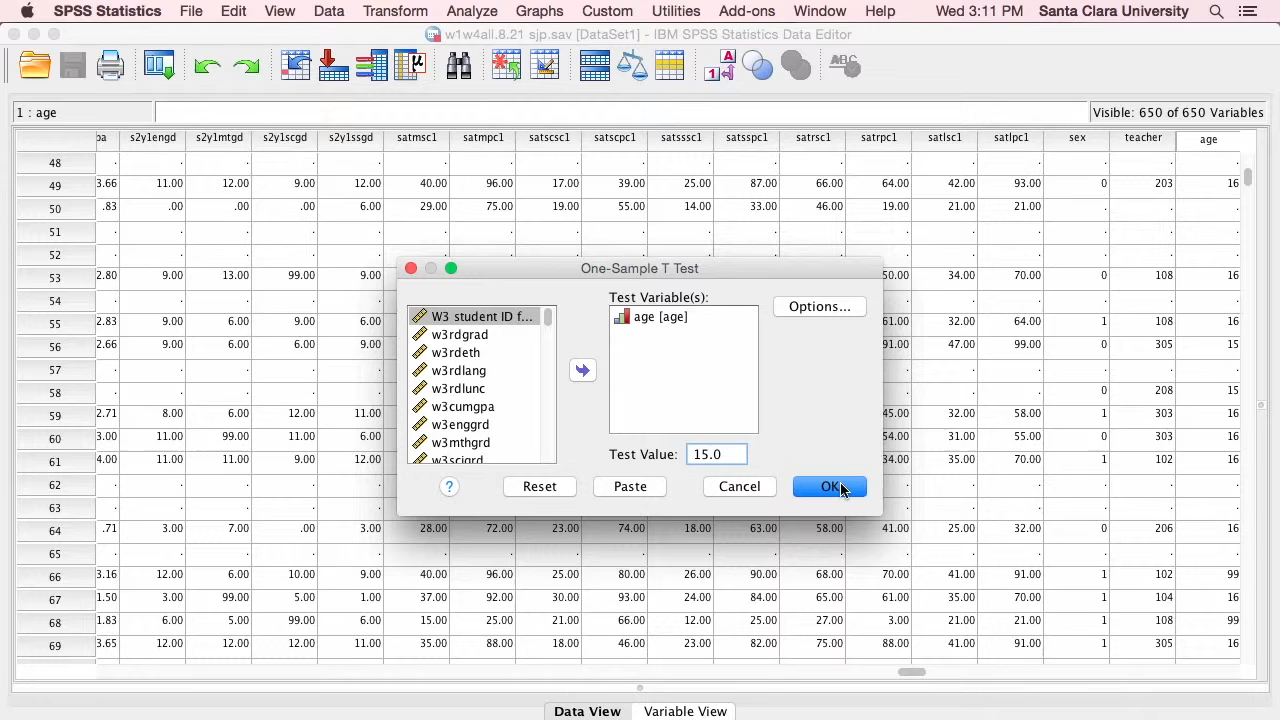 SPSS Statistics File Edit View Data Transform Analyze Graphs Custom Utilities Add-ons Window Help Wed 3:11 PM Santa Clara University
w1w4all.8.21 sjp.sav [DataSet1] - IBM SPSS Statistics Data Editor
1 : age Visible: 650 of 650 Variables
pa s2y1engd s2y1mtgd s2y1scgd s2y1ssgd satmsc1 satmpc1 satscsc1 satscpc1 satsssc1 satsspc1 satrsc1 satrpc1 satlsc1 satlpc1 sex teacher age
48 . . . . . . . . . . . . . . . . .
49 3.66 11.00 12.00 9.00 12.00 40.00 96.00 17.00 39.00 25.00 87.00 66.00 64.00 42.00 93.00 0 203 16
50 .83 .00 .00 .00 6.00 29.00 75.00 19.00 55.00 14.00 33.00 46.00 19.00 21.00 21.00 . . .
51
52
53 2.80 9.00 13.00 99.00 9.00 50.00 34.00 70.00 0 108 16
54
55 2.83 9.00 6.00 9.00 6.00 61.00 32.00 64.00 1 108 16
56 2.66 9.00 6.00 6.00 9.00 91.00 47.00 99.00 0 305 15
57
58 0 208 15
59 2.71 8.00 6.00 12.00 11.00 45.00 32.00 58.00 1 303 16
60 3.00 11.00 99.00 11.00 6.00 54.00 31.00 55.00 0 303 16
61 4.00 11.00 11.00 9.00 12.00 34.00 35.00 70.00 1 102 16
62
63
64 .71 3.00 7.00 .00 3.00 28.00 72.00 23.00 74.00 18.00 63.00 58.00 41.00 25.00 32.00 0 206 16
65
66 3.16 12.00 6.00 10.00 9.00 40.00 96.00 25.00 80.00 26.00 90.00 68.00 70.00 41.00 91.00 1 102 99
67 1.50 3.00 99.00 5.00 1.00 37.00 92.00 30.00 93.00 24.00 84.00 65.00 61.00 35.00 70.00 1 104 16
68 1.83 6.00 5.00 99.00 6.00 15.00 25.00 21.00 66.00 12.00 25.00 27.00 3.00 21.00 21.00 1 108 99
69 3.65 12.00 12.00 12.00 11.00 35.00 88.00 18.00 46.00 23.00 82.00 75.00 88.00 41.00 91.00 1 305 16
One-Sample T Test
Test Variable(s):
W3 student ID f...
w3rdgrad
w3rdeth
w3rdlang
w3rdlunc
w3cumgpa
w3enggrd
w3mthgrd
w3scigrd
age [age]
Options...
Test Value: 15.0
? Reset Paste Cancel OK
Data View Variable View